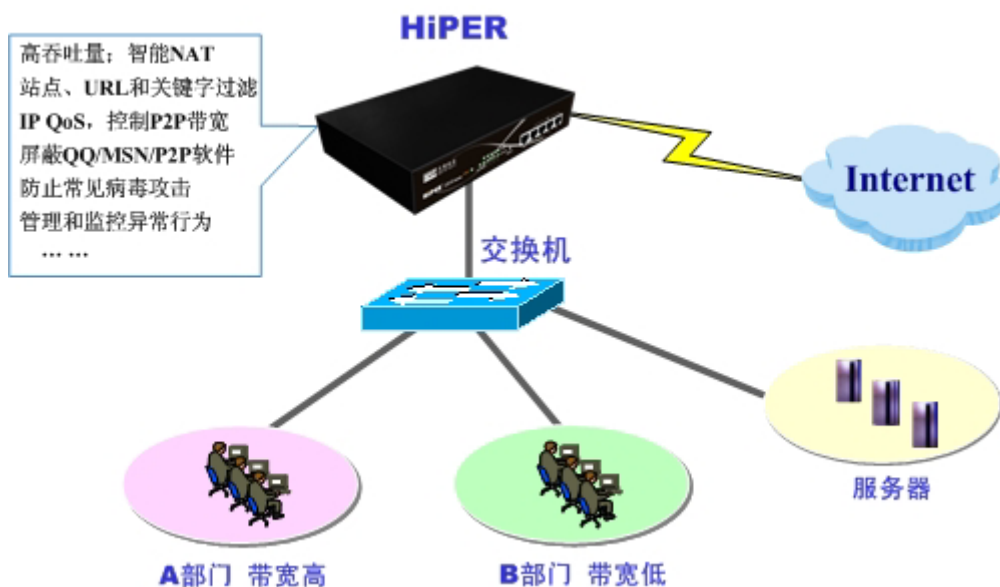 HiPER
高吞吐量；智能NAT
站点、URL和关键字过滤
IP QoS，控制P2P带宽
屏蔽QQ/MSN/P2P软件
防止常见病毒攻击
管理和监控异常行为
... ...
HiPER
Internet
交换机
服务器
A部门 带宽高
B部门 带宽低